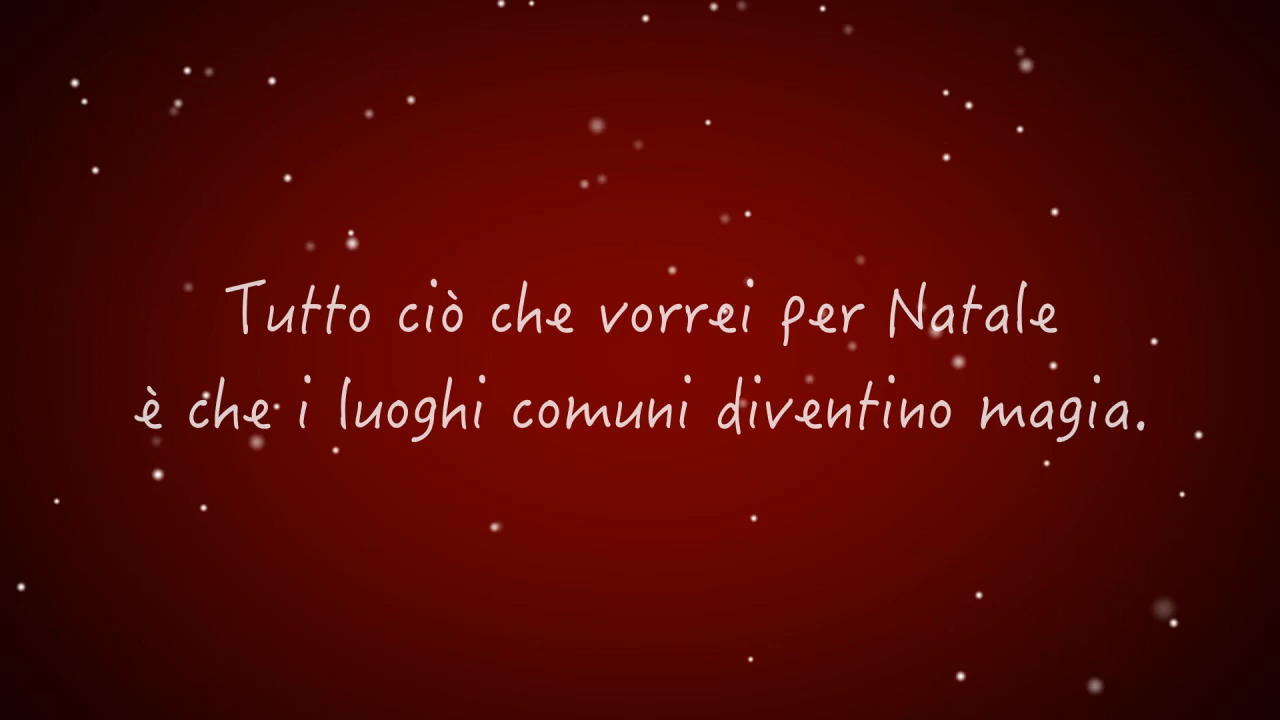 Tutto ciò che vorrei per Natale
è che i luoghi comuni diventino magia.